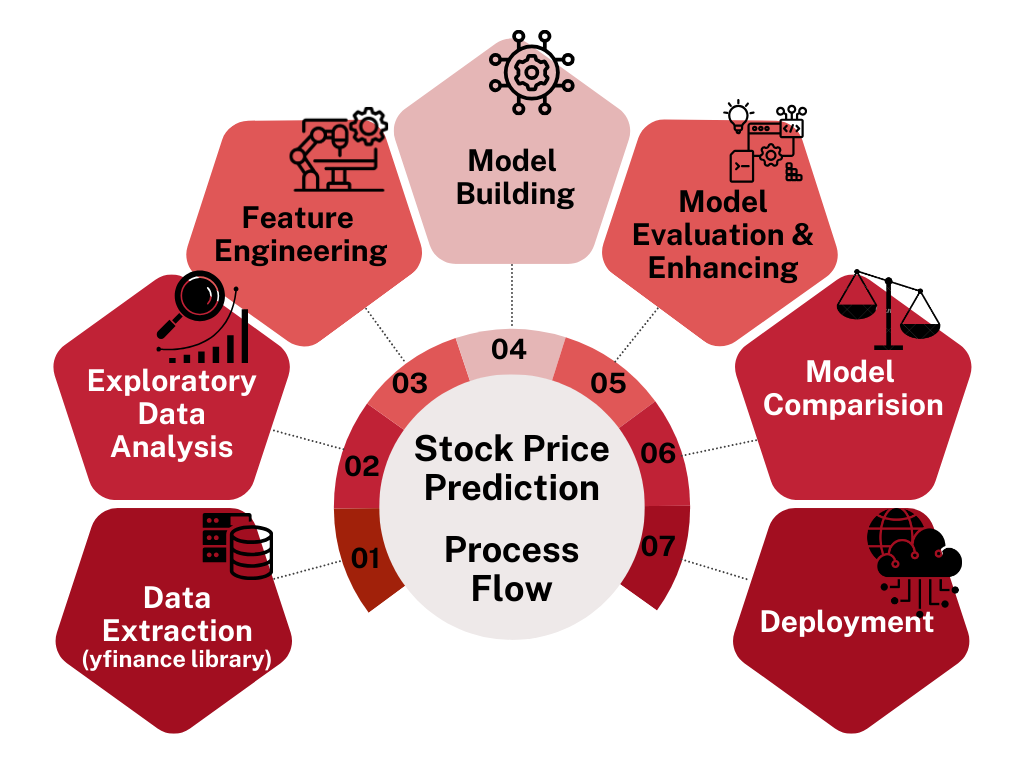 Stock Price
Prediction
Process
Flow
01
Data
Extraction
(yfinance library)
02
Exploratory
Data
Analysis
03
Feature
Engineering
04
Model
Building
05
Model
Evaluation &
Enhancing
06
Model
Comparision
07
Deployment